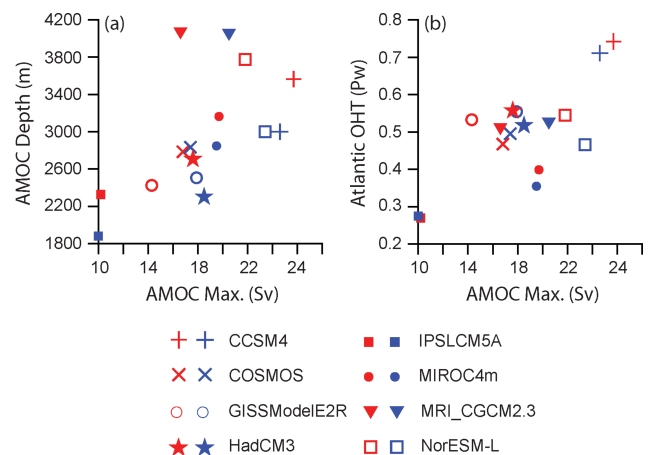 (a)
AMOC Depth (m)
4200
3800
3400
3000
2600
2200
1800
10 14 18 22 24
AMOC Max. (Sv)
(b)
Atlantic OHT (Pw)
0.8
0.7
0.6
0.5
0.4
0.3
0.2
10 14 18 22 24
AMOC Max. (Sv)
CCSM4 IPSLCM5A
COSMOS MIROC4m
GISSModelE2R MRI_CGCM2.3
HadCM3 NorESM-L